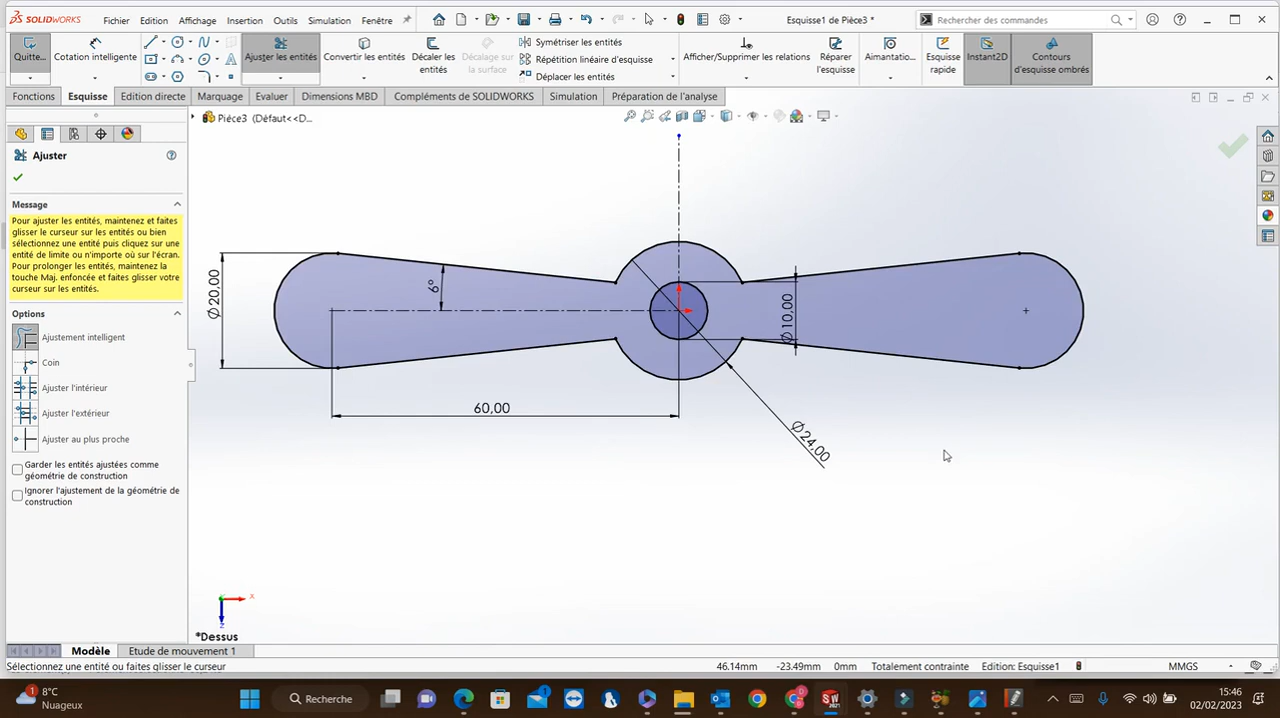 SOLIDWORKS
Fichier Edition Affichage Insertion Outils Simulation Fenêtre
Esquisse1 de Pièce3 *
Rechercher des commandes
Quitte...
Cotation intelligente
Ajuster les entités
Convertir les entités
Décaler les entités
Décalage sur la surface
Symétriser les entités
Répétition linéaire d'esquisse
Déplacer les entités
Afficher/Supprimer les relations
Réparer l'esquisse
Aimantation...
Esquisse rapide
Instant2D
Contours d'esquisse ombrés
Fonctions Esquisse Edition directe Marquage Evaluer Dimensions MBD Compléments de SOLIDWORKS Simulation Préparation de l'analyse
Pièce3 (Défaut<<D...
Ajuster
Message
Pour ajuster les entités, maintenez et faites
glisser le curseur sur les entités ou bien
sélectionnez une entité puis cliquez sur une
entité de limite ou n'importe où sur l'écran.
Pour prolonger les entités, maintenez la
touche Maj. enfoncée et faites glisser votre
curseur sur les entités.
Options
Ajustement intelligent
Coin
Ajuster l'intérieur
Ajuster l'extérieur
Ajuster au plus proche
Garder les entités ajustées comme
géométrie de construction
Ignorer l'ajustement de la géométrie de
construction
Ø20,00
6°
Ø10,00
60,00
Ø24,00
x
z
*Dessus
Modèle Etude de mouvement 1
Sélectionnez une entité ou faites glisser le curseur
46.14mm -23.49mm 0mm Totalement contrainte Edition: Esquisse1 MMGS
1
8°C
Nuageux
Recherche
SW
2021
15:46
02/02/2023